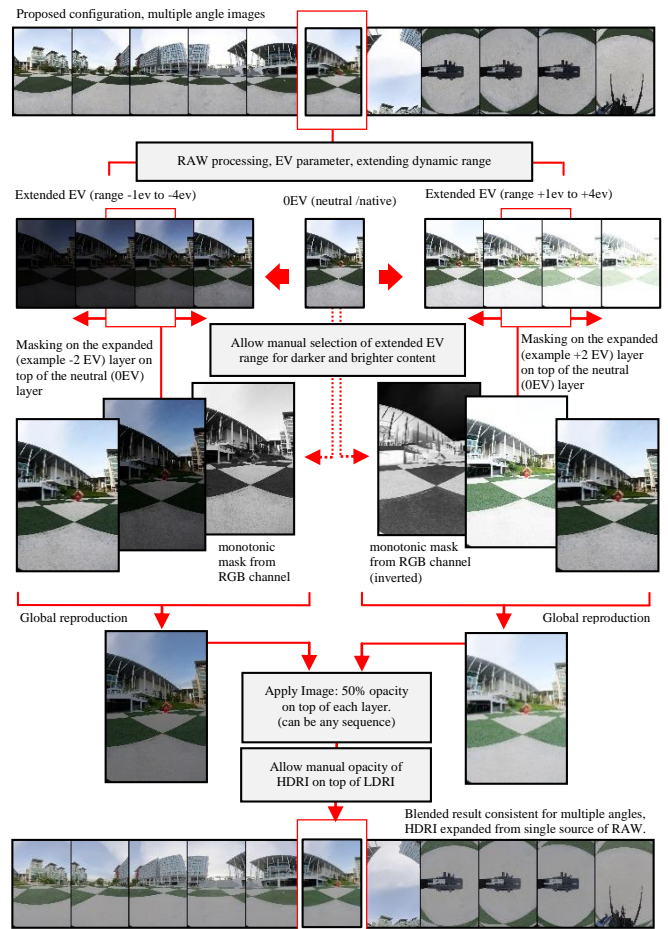 Proposed configuration, multiple angle images
RAW processing, EV parameter, extending dynamic range
Extended EV (range -1ev to -4ev)
0EV (neutral /native)
Extended EV (range +1ev to +4ev)
Allow manual selection of extended EV
range for darker and brighter content
Masking on the expanded
(example -2 EV) layer on
top of the neutral (0EV)
layer
Masking on the expanded
(example +2 EV) layer
on top of the neutral
(0EV) layer
monotonic
mask from
RGB channel
monotonic mask
from RGB channel
(inverted)
Global reproduction
Global reproduction
Apply Image: 50% opacity
on top of each layer.
(can be any sequence)
Allow manual opacity of
HDRI on top of LDRI
Blended result consistent for multiple angles,
HDRI expanded from single source of RAW.